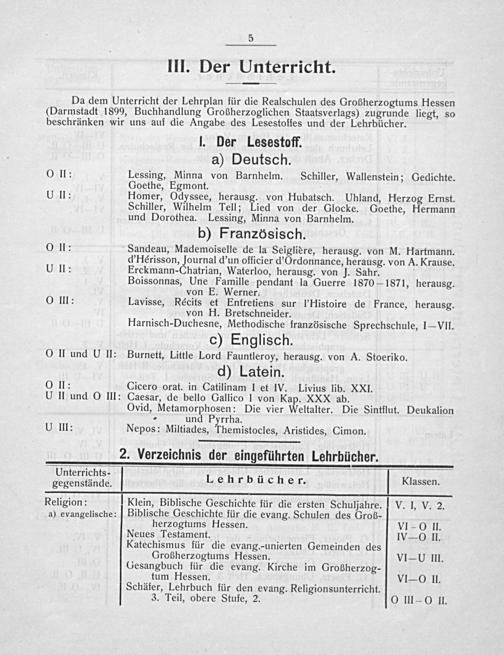 5
III. Der Unterricht.
Da dem Unterricht der Lehrplan für die Realschulen des Großherzogtums Hessen
(Darmstadt 1899, Buchhandlung Großherzoglichen Staatsverlags) zugrunde liegt, so
beschränken wir uns auf die Angabe des Lesestoffes und der Lehrbücher.
I. Der Lesestoff.
a) Deutsch.
O II: Lessing, Minna von Barnhelm. Schiller, Wallenstein; Gedichte.
Goethe, Egmont.
U II: Homer, Odyssee, herausg. von Hubatsch. Uhland, Herzog Ernst.
Schiller, Wilhelm Tell; Lied von der Glocke. Goethe, Hermann
und Dorothea. Lessing, Minna von Barnhelm.
b) Französisch.
O II: Sandeau, Mademoiselle de la Seiglière, herausg. von M. Hartmann.
d'Hérisson, Journal d'un officier d'Ordonnance, herausg. von A. Krause.
U II: Erckmann-Chatrian, Waterloo, herausg. von J. Sahr.
Boissonnas, Une Famille pendant la Guerre 1870–1871, herausg.
von E. Werner.
O III: Lavisse, Récits et Entretiens sur l'Histoire de France, herausg.
von H. Bretschneider.
Harnisch-Duchesne, Methodische französische Sprechschule, I–VII.
c) Englisch.
O II und U II: Burnett, Little Lord Fauntleroy, herausg. von A. Stoeriko.
d) Latein.
O II: Cicero orat. in Catilinam I et IV. Livius lib. XXI.
U II und O III: Caesar, de bello Gallico I von Kap. XXX ab.
Ovid, Metamorphosen: Die vier Weltalter. Die Sintflut. Deukalion
und Pyrrha.
U III: Nepos: Miltiades, Themistocles, Aristides, Cimon.
2. Verzeichnis der eingeführten Lehrbücher.
Unterrichts-
gegenstände. Lehrbücher. Klassen.
Religion: Klein, Biblische Geschichte für die ersten Schuljahre. V. I, V. 2.
a) evangelische: Biblische Geschichte für die evang. Schulen des Groß-
herzogtums Hessen. VI–O II.
Neues Testament. IV–O II.
Katechismus für die evang.-unierten Gemeinden des
Großherzogtums Hessen. VI–U III.
Gesangbuch für die evang. Kirche im Großherzog-
tum Hessen. VI–O II.
Schäfer, Lehrbuch für den evang. Religionsunterricht.
3. Teil, obere Stufe, 2. O III–O II.